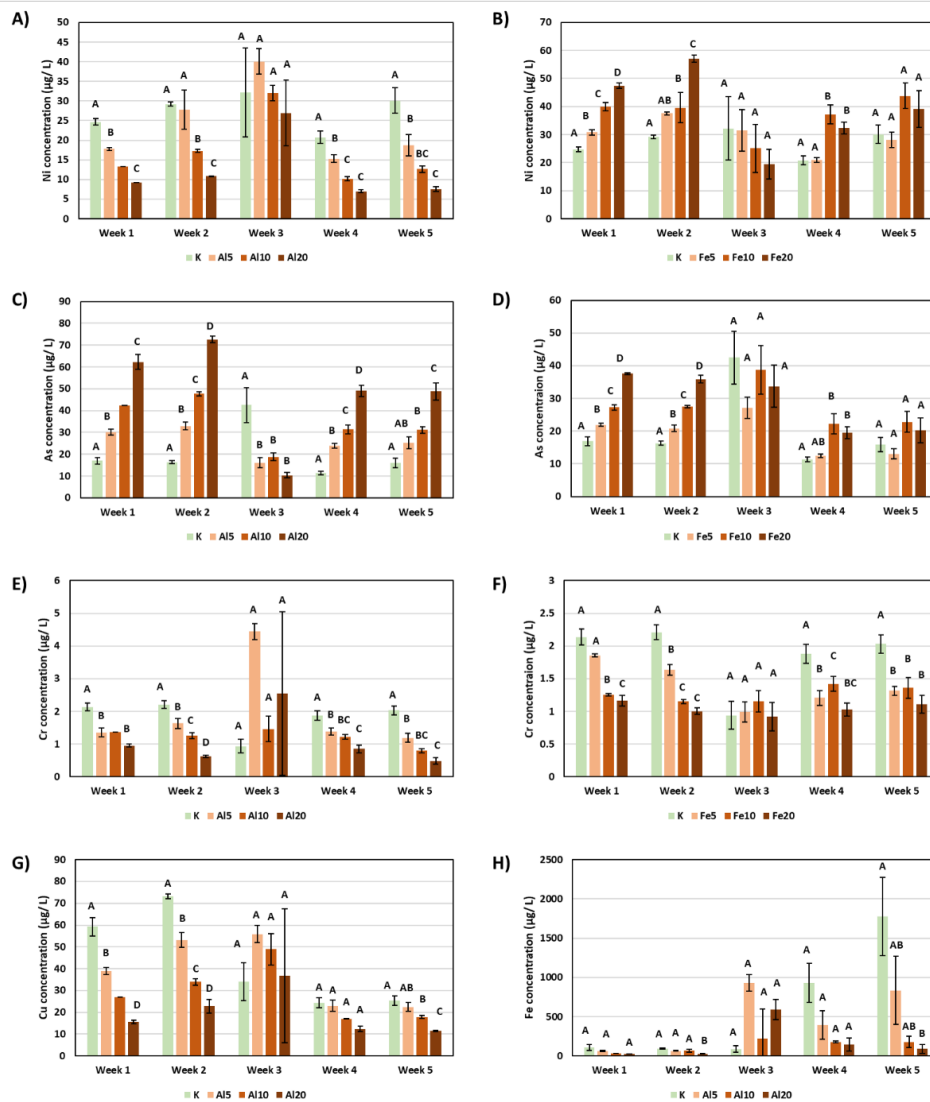 A)
Ni concentration (µg/ L)
50
45
40
35
30
25
20
15
10
5
0
A B C
A A B C
A A A A
A B C C
A B BC C
Week 1 Week 2 Week 3 Week 4 Week 5
K Al5 Al10 Al20
B)
Ni concentration (µg/ L)
70
60
50
40
30
20
10
0
A B C D
A AB B C
A A A A
A A B B
A A A A
Week 1 Week 2 Week 3 Week 4 Week 5
K Fe5 Fe10 Fe20
C)
As concentraion (µg/ L)
90
80
70
60
50
40
30
20
10
0
A B C
A B C D
A B B B
A B C D
A AB B C
Week 1 Week 2 Week 3 Week 4 Week 5
K Al5 Al10 Al20
D)
As concentraion (µg/ L)
60
50
40
30
20
10
0
A B C D
A B C D
A A A A
A AB B B
A A A A
Week 1 Week 2 Week 3 Week 4 Week 5
K Fe5 Fe10 Fe20
E)
Cr concentration (µg/ L)
6
5
4
3
2
1
0
A B B
A B C D
A A A A
A B BC C
A B BC C
Week 1 Week 2 Week 3 Week 4 Week 5
K Al5 Al10 Al20
F)
Cr concentration (µg/ L)
3
2.5
2
1.5
1
0.5
0
A A B C
A B C C
A A A A
A B C BC
A B B B
Week 1 Week 2 Week 3 Week 4 Week 5
K Fe5 Fe10 Fe20
G)
Cu concentration (µg/ L)
90
80
70
60
50
40
30
20
10
0
A B D
A B C D
A A A A
A A A A
A AB B C
Week 1 Week 2 Week 3 Week 4 Week 5
K Al5 Al10 Al20
H)
Fe concentration (µg/ L)
2500
2000
1500
1000
500
0
A A A
A A A B
A A A A
A A A A
A AB AB B
Week 1 Week 2 Week 3 Week 4 Week 5
K Al5 Al10 Al20